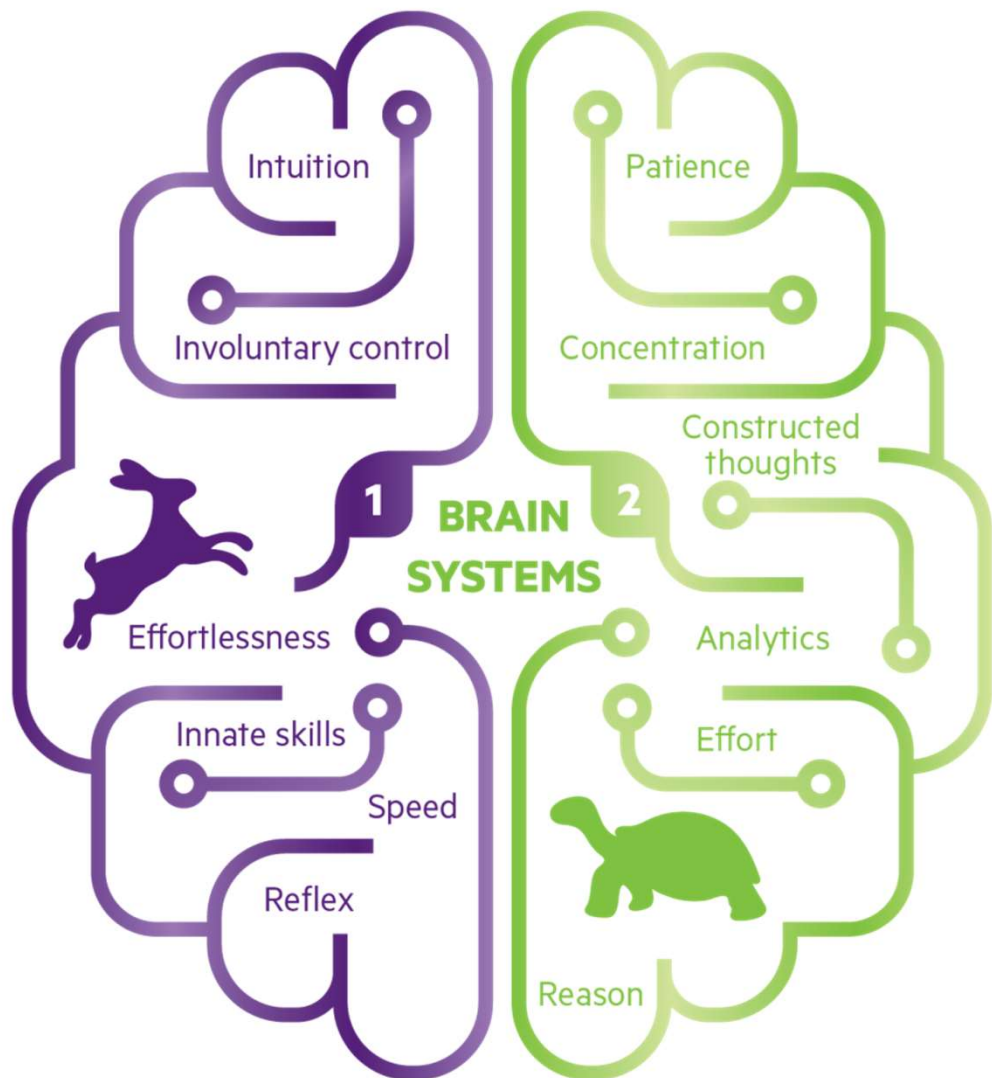 Intuition
Involuntary control
1
Effortlessness
Innate skills
Speed
Reflex
BRAIN
SYSTEMS
2
Patience
Concentration
Constructed
thoughts
Analytics
Effort
Reason